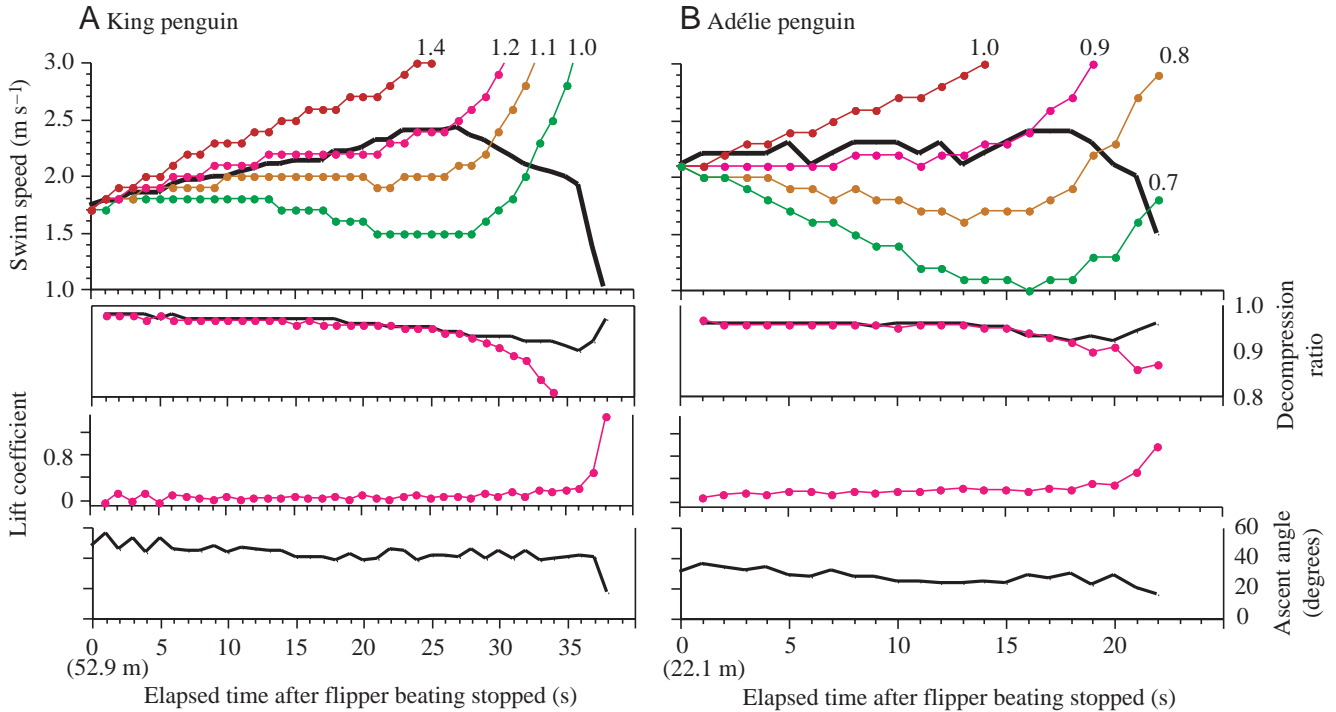 A King penguin
B Adélie penguin
1.4
1.2
1.1
1.0
1.0
0.9
0.8
0.7
Swim speed (m s⁻¹)
3.0
2.5
2.0
1.5
1.0
1.0
0.9
0.8
Decompression
ratio
Lift coefficient
0.8
0
60
40
20
0
Ascent angle
(degrees)
0 5 10 15 20 25 30 35
(52.9 m)
0 5 10 15 20
(22.1 m)
Elapsed time after flipper beating stopped (s)
Elapsed time after flipper beating stopped (s)